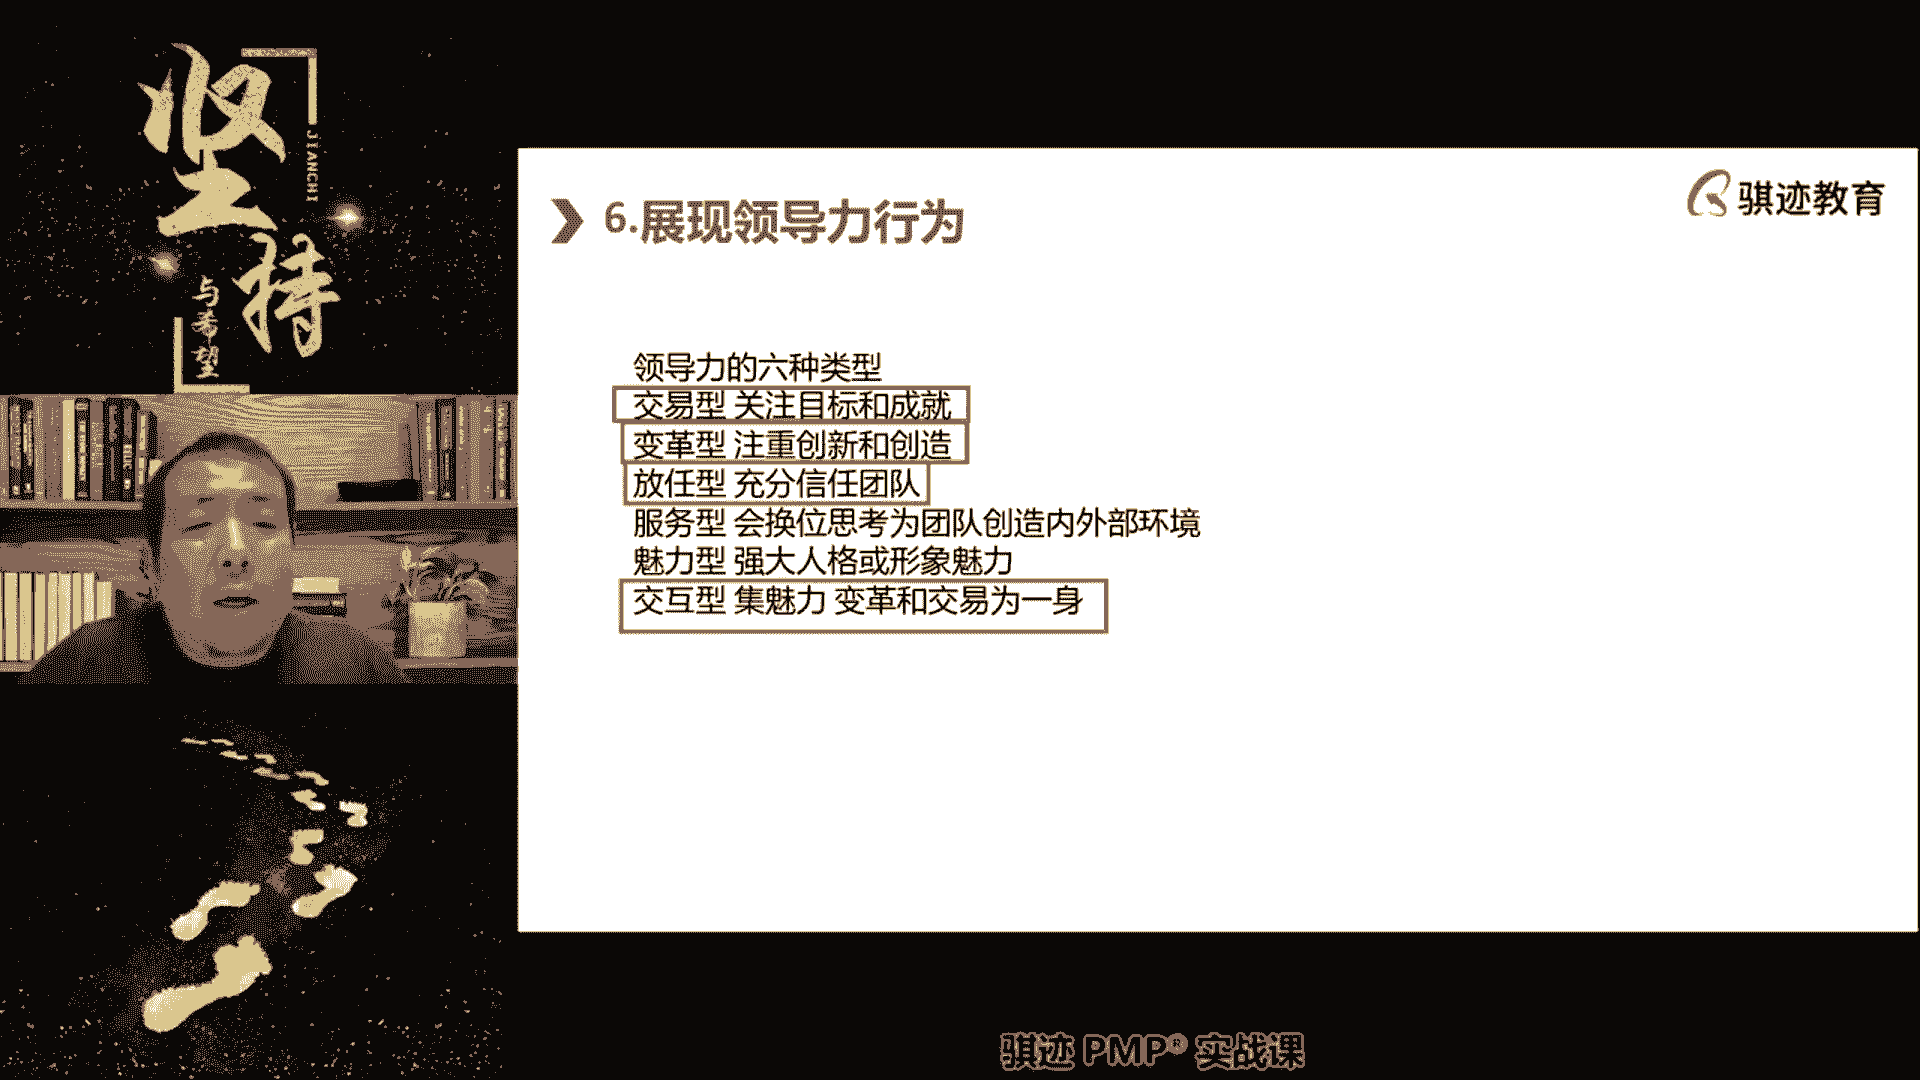 坚持
JIANCHI
与希望
6.展现领导力行为
骐迹教育
领导力的六种类型
交易型 关注目标和成就
变革型 注重创新和创造
放任型 充分信任团队
服务型 会换位思考为团队创造内外部环境
魅力型 强大人格或形象魅力
交互型 集魅力 变革和交易为一身
骐迹 PMP® 实战课